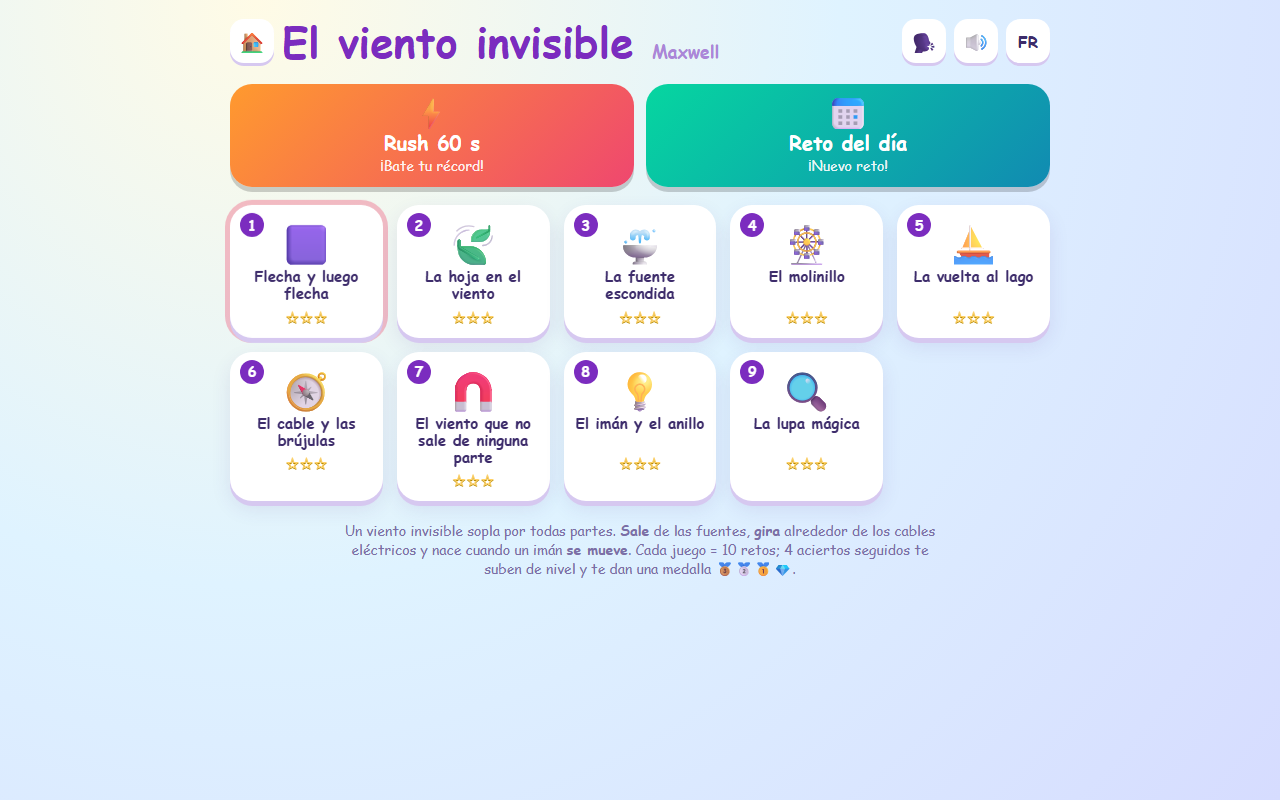 El viento invisible Maxwell
FR
Rush 60 s
¡Bate tu récord!
Reto del día
¡Nuevo reto!
1
Flecha y luego
flecha
2
La hoja en el
viento
3
La fuente
escondida
4
El molinillo
5
La vuelta al lago
6
El cable y las
brújulas
7
El viento que no
sale de ninguna
parte
8
El imán y el anillo
9
La lupa mágica
Un viento invisible sopla por todas partes. Sale de las fuentes, gira alrededor de los cables
eléctricos y nace cuando un imán se mueve. Cada juego = 10 retos; 4 aciertos seguidos te
suben de nivel y te dan una medalla 🥉 🥈 🥇 💎 .